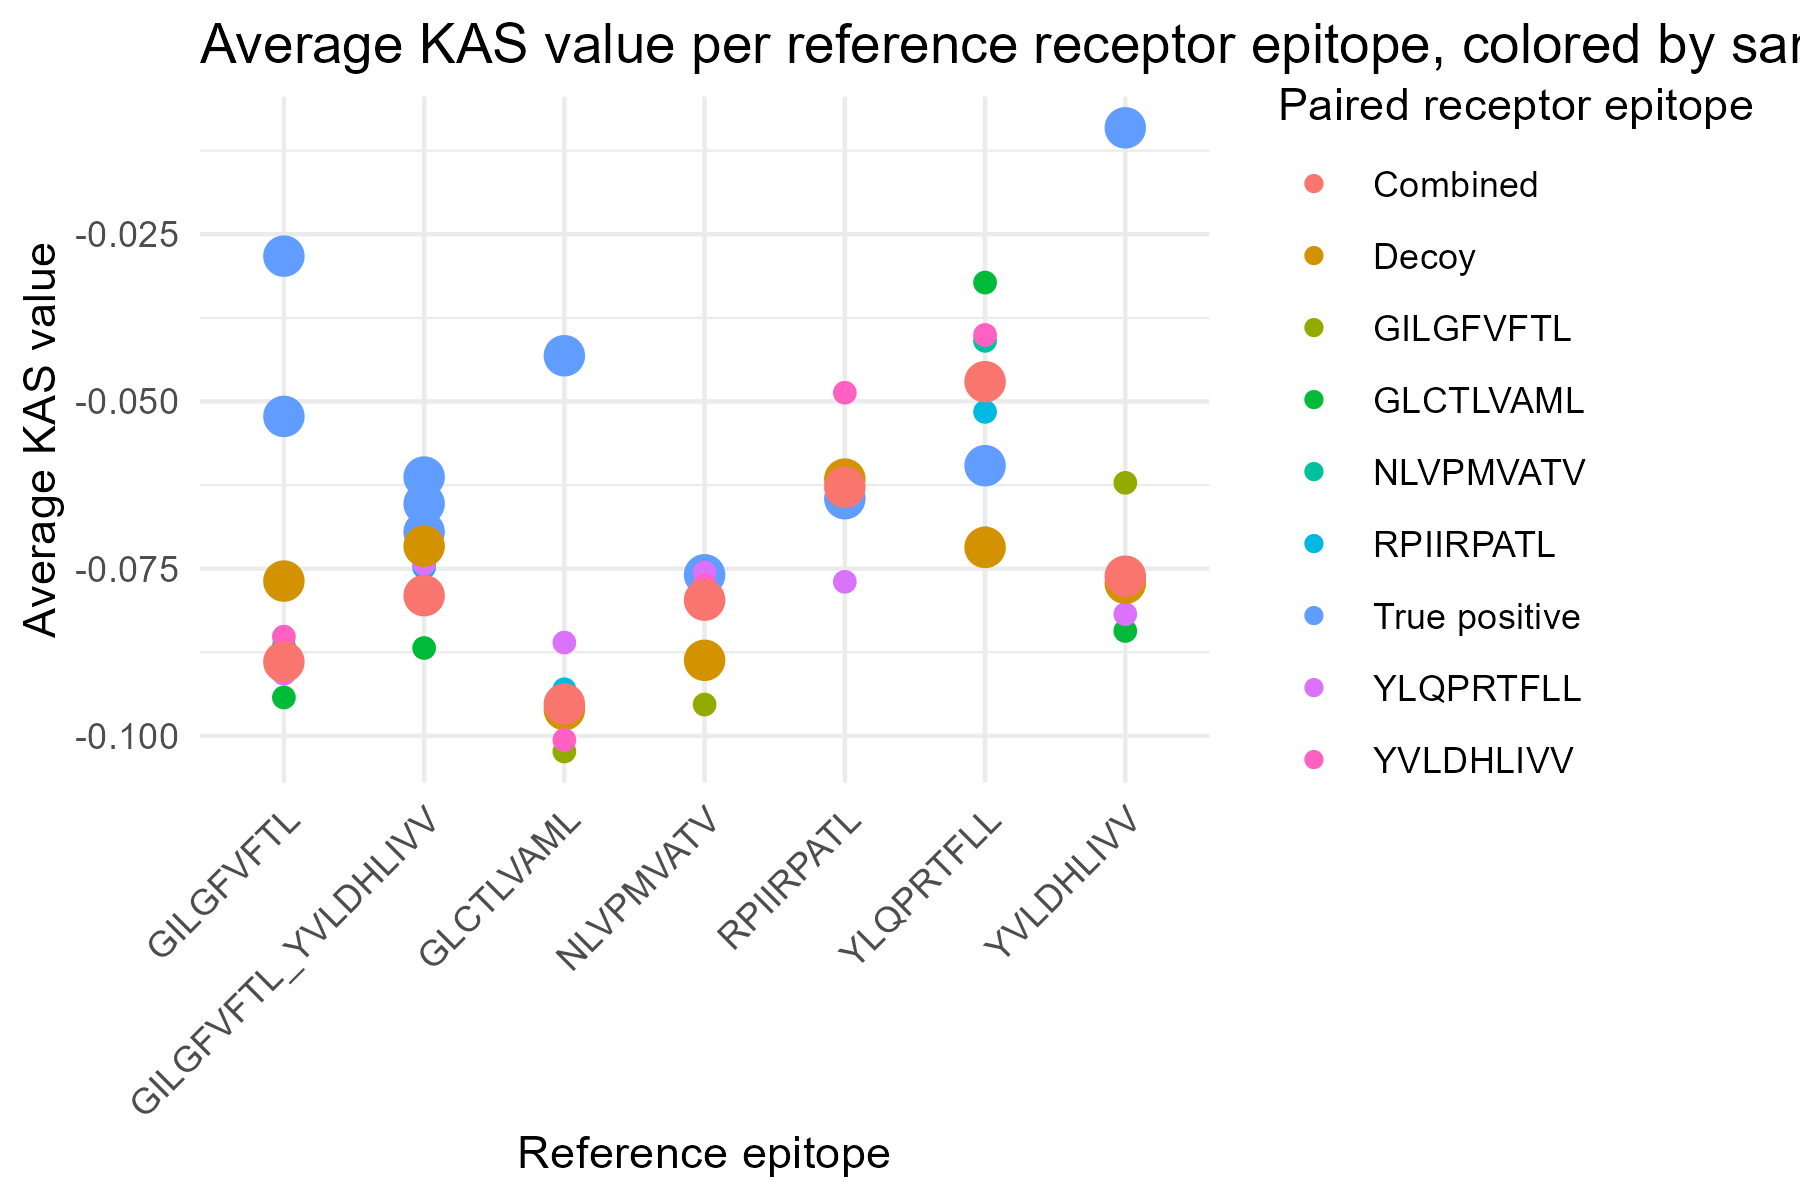 Average KAS value per reference receptor epitope, colored by sar
Paired receptor epitope
Combined
Decoy
GILGFVFTL
GLCTLVAML
NLVPMVATV
RPIIRPATL
True positive
YLQPRTFLL
YVLDHLIVV
Average KAS value
-0.025
-0.050
-0.075
-0.100
GILGFVFTL
GILGFVFTL_YVLDHLIVV
GLCTLVAML
NLVPMVATV
RPIIRPATL
YLQPRTFLL
YVLDHLIVV
Reference epitope